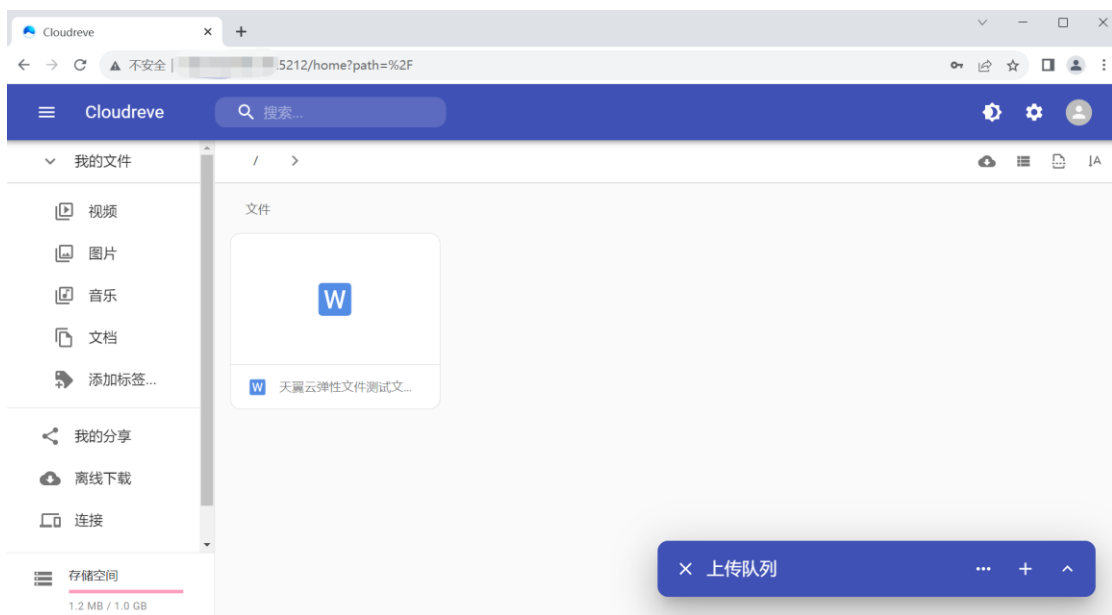 Cloudreve
不安全 | .5212/home?path=%2F
Cloudreve
搜索...
我的文件
/
视频
图片
音乐
文档
添加标签...
我的分享
离线下载
连接
存储空间
1.2 MB / 1.0 GB
文件
W
W 天翼云弹性文件测试文...
上传队列